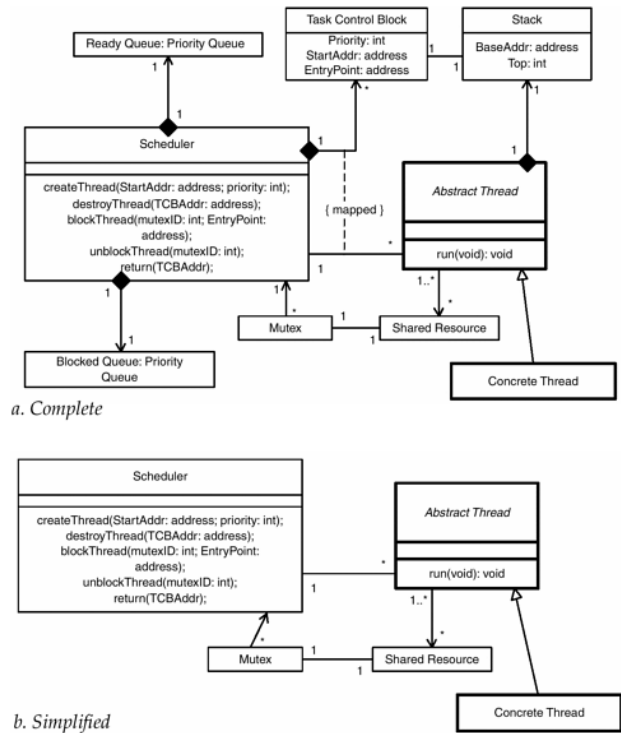 Task Control Block
Stack
Ready Queue: Priority Queue
Priority: int
StartAddr: address
EntryPoint: address
1
1
BaseAddr: address
Top: int
1
*
1
1
Scheduler
1
1
Abstract Thread
createThread(StartAddr: address; priority: int);
destroyThread(TCBAddr: address);
blockThread(mutexID: int; EntryPoint:
address);
unblockThread(mutexID: int);
return(TCBAddr);
{ mapped }
*
1
run(void): void
1
1
1..*
*
*
Mutex
1
1
Shared Resource
1
Blocked Queue: Priority
Queue
Concrete Thread
a. Complete
Scheduler
Abstract Thread
createThread(StartAddr: address; priority: int);
destroyThread(TCBAddr: address);
blockThread(mutexID: int; EntryPoint:
address);
unblockThread(mutexID: int);
return(TCBAddr);
*
1
run(void): void
1..*
*
*
Mutex
1
1
Shared Resource
Concrete Thread
b. Simplified